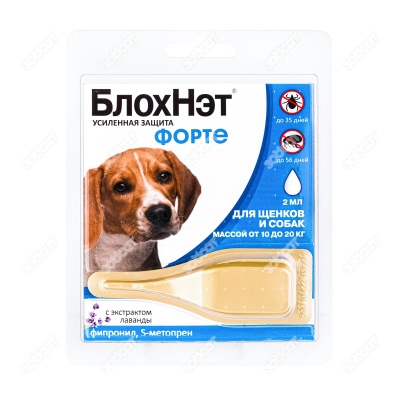 БлохНэт
УСИЛЕННАЯ ЗАЩИТА
ФОРТЕ
до 35 дней
до 56 дней
2 МЛ
ДЛЯ ЩЕНКОВ
И СОБАК
МАССОЙ ОТ 10 ДО 20 КГ
с экстрактом
лаванды
фипронил, S-метопрен